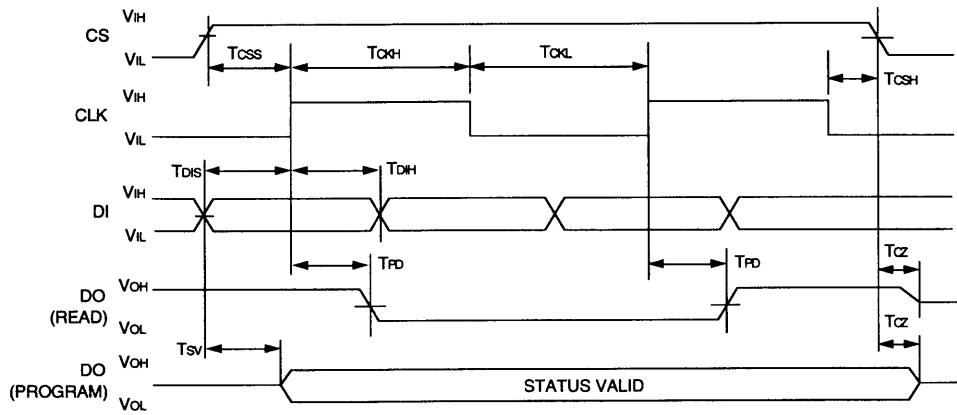 VIH
CS
VIL
TCSS
TCKH
TCKL
TCSH
VIH
CLK
VIL
TDIS
TDIH
VIH
DI
VIL
TPD
TPD
TCZ
VOH
DO
(READ)
VOL
TSV
TCZ
VOH
DO
(PROGRAM)
VOL
STATUS VALID